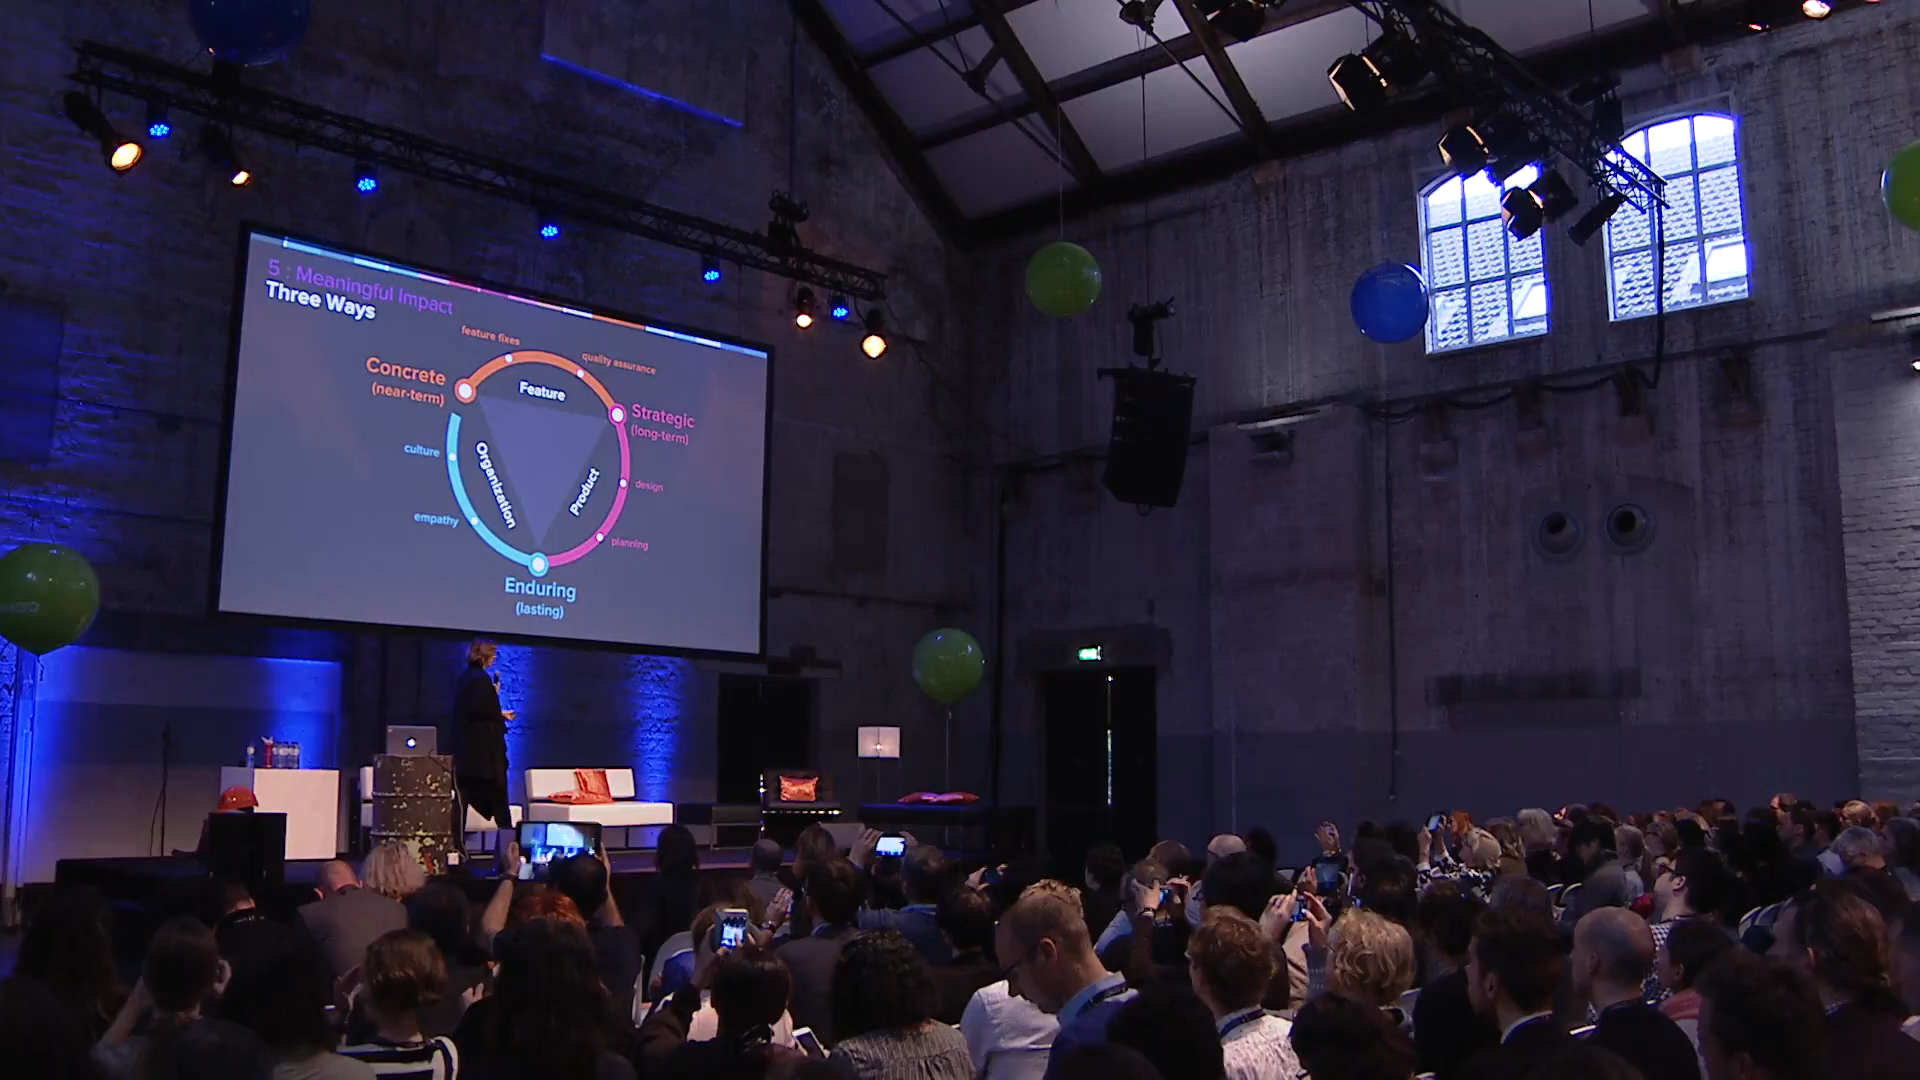 5 : Meaningful Impact
Three Ways
feature fixes
quality assurance
Concrete
(near-term)
Feature
Strategic
(long-term)
culture
Organization
Product
design
empathy
planning
Enduring
(lasting)